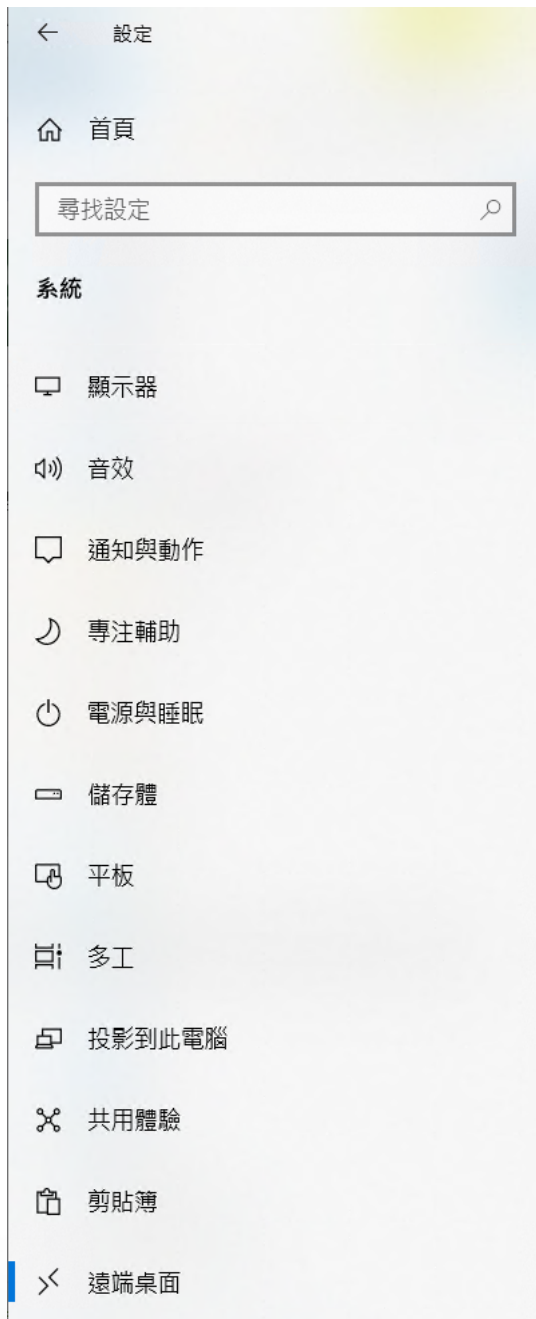 設定
首頁
尋找設定
系統
顯示器
音效
通知與動作
專注輔助
電源與睡眠
儲存體
平板
多工
投影到此電腦
共用體驗
剪貼簿
遠端桌面